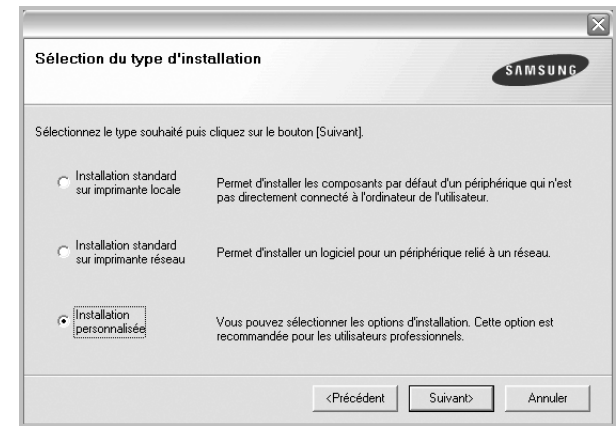 Sélection du type d'installation
SAMSUNG
Sélectionnez le type souhaité puis cliquez sur le bouton [Suivant].
Installation standard
sur imprimante locale
Permet d'installer les composants par défaut d'un périphérique qui n'est
pas directement connecté à l'ordinateur de l'utilisateur.
Installation standard
sur imprimante réseau
Permet d'installer un logiciel pour un périphérique relié à un réseau.
Installation
personnalisée
Vous pouvez sélectionner les options d'installation. Cette option est
recommandée pour les utilisateurs professionnels.
<Précédent Suivant> Annuler